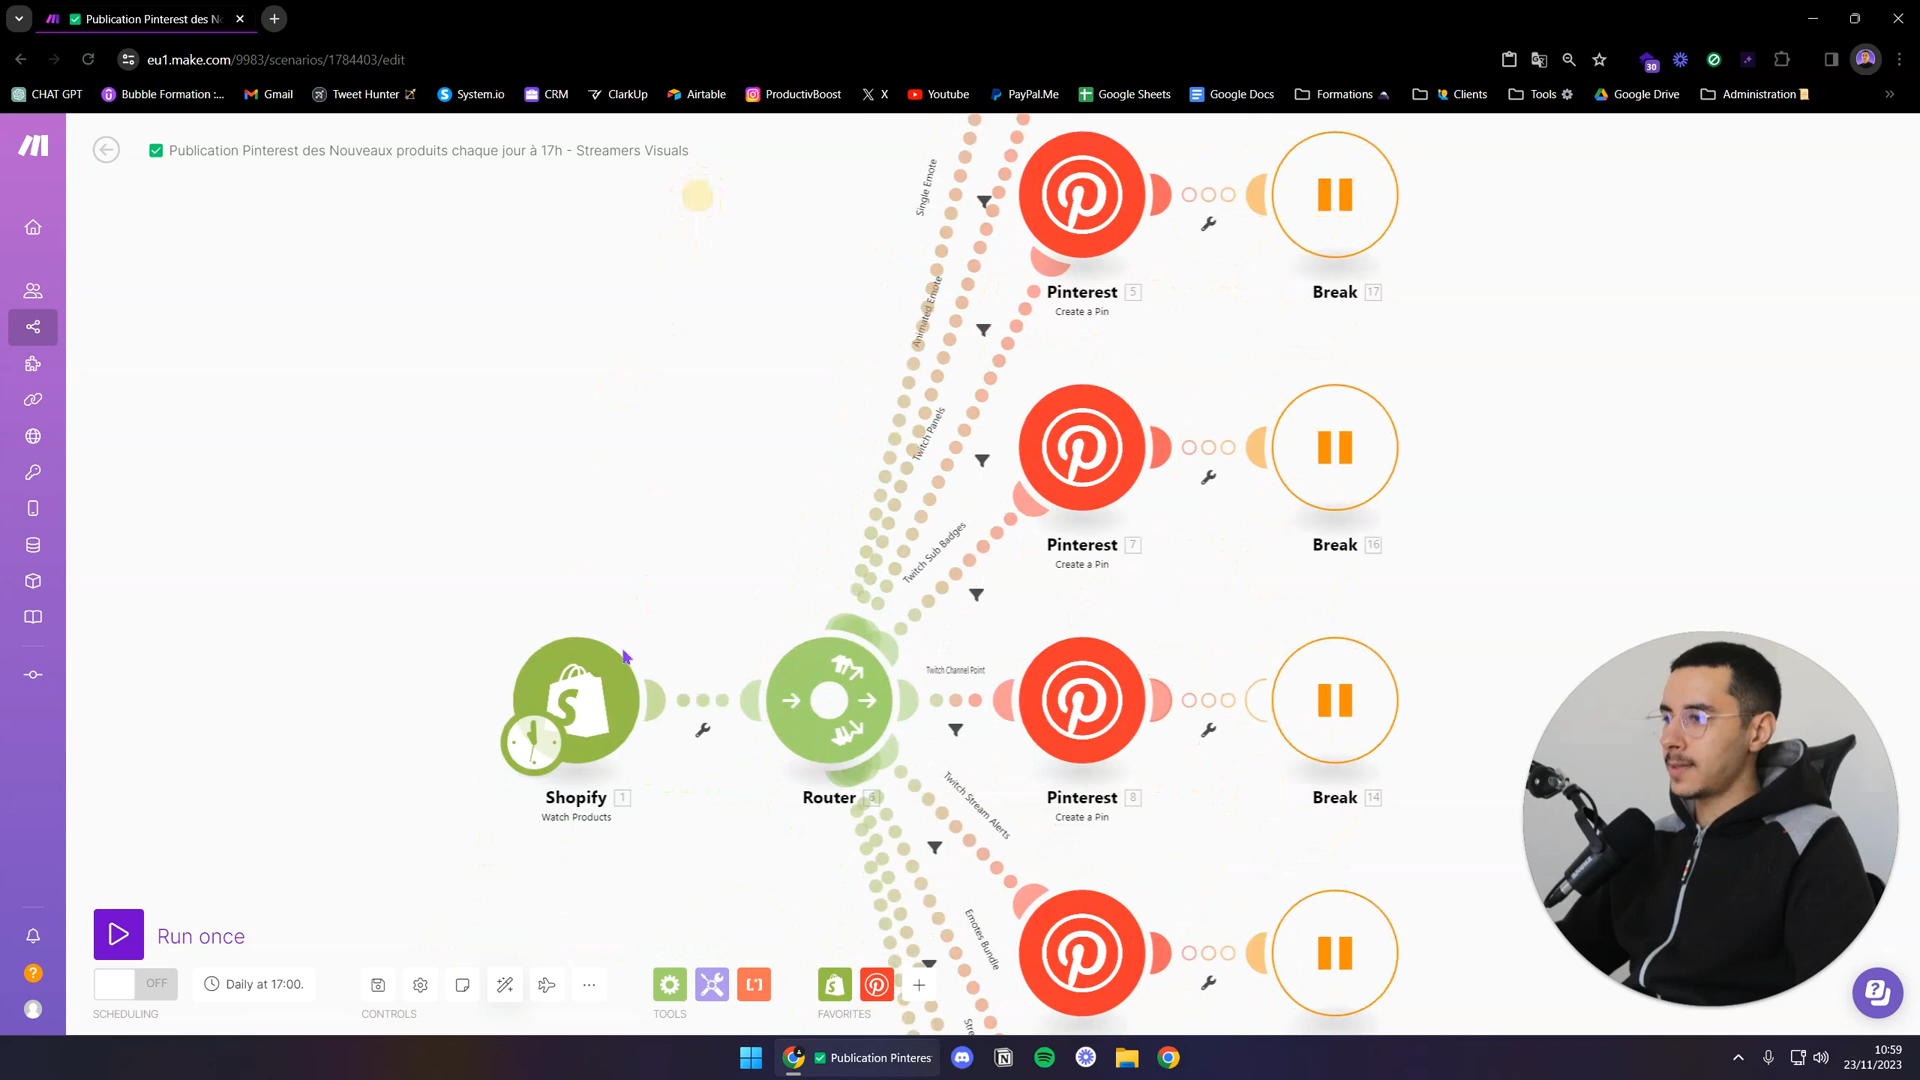 Publication Pinterest des N
eu1.make.com/9983/scenarios/1784403/edit
30
CHAT GPT
Bubble Formation :...
Gmail
Tweet Hunter
System.io
CRM
ClarkUp
Airtable
ProductivBoost
X
Youtube
PayPal.Me
Google Sheets
Google Docs
Formations
Clients
Tools
Google Drive
Administration
Publication Pinterest des Nouveaux produits chaque jour à 17h - Streamers Visuals
Single Emote
Animated Emote
Twitch Panels
Twitch Sub Badges
Twitch Channel Point
Twitch Stream Alerts
Emotes Bundle
Pinterest 5
Create a Pin
Break 17
Pinterest 7
Create a Pin
Break 16
Shopify 1
Watch Products
Router 6
Pinterest 8
Create a Pin
Break 14
Run once
OFF
Daily at 17:00.
SCHEDULING
CONTROLS
TOOLS
FAVORITES
Publication Pinteres
10:59
23/11/2023